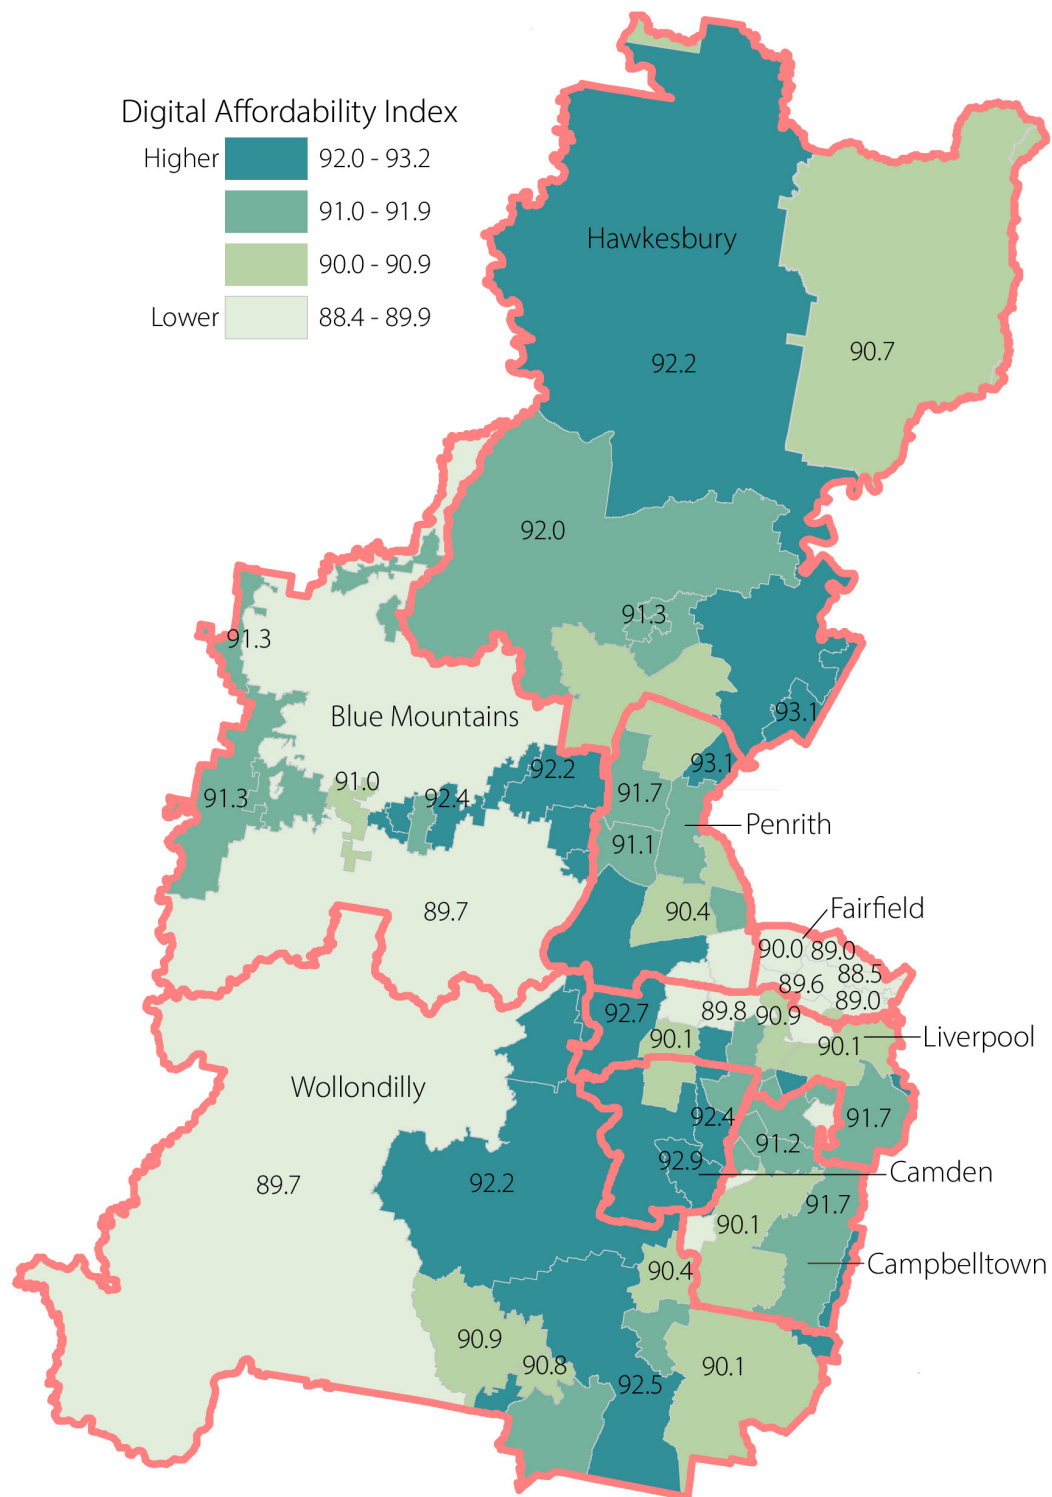 Digital Affordability Index
Higher 92.0 - 93.2
91.0 - 91.9
90.0 - 90.9
Lower 88.4 - 89.9
Hawkesbury
92.2
90.7
92.0
91.3
91.3
Blue Mountains
93.1
92.2
93.1
91.0
91.3
92.4
91.7
Penrith
91.1
89.7
90.4
Fairfield
90.0
89.0
88.5
89.6
89.0
92.7
89.8
90.9
90.1
90.1
Liverpool
Wollondilly
92.4
91.7
91.2
92.9
Camden
89.7
92.2
91.7
90.1
90.4
Campbelltown
90.9
90.8
90.1
92.5